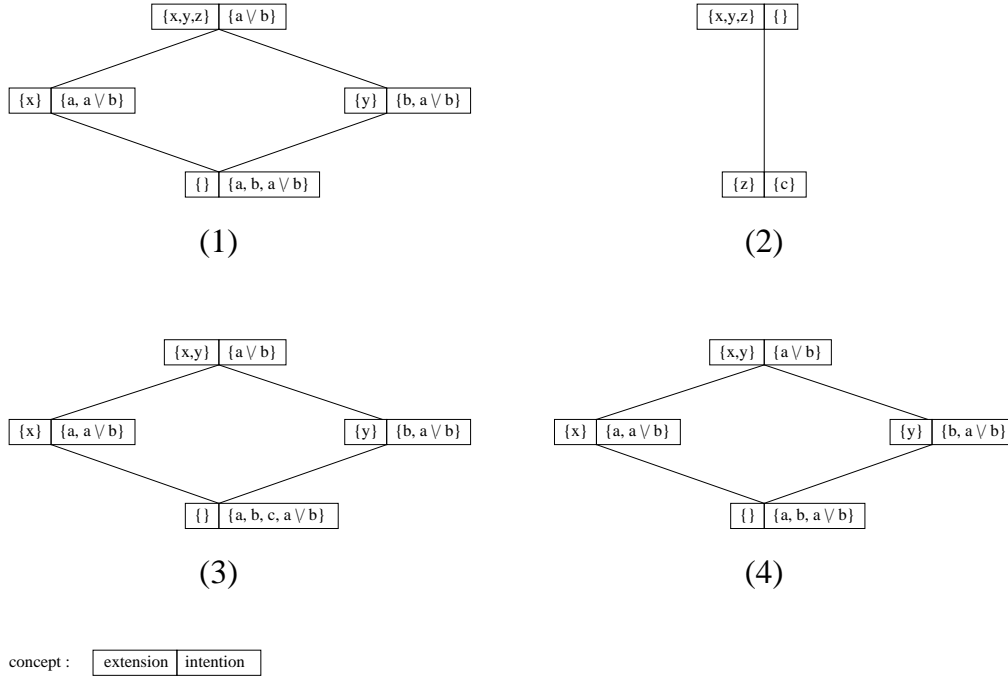 {x,y,z} {a \/ b} {x,y,z} {}
{x} {a, a \/ b} {y} {b, a \/ b}
{} {a, b, a \/ b} {z} {c}
(1) (2)
{x,y} {a \/ b} {x,y} {a \/ b}
{x} {a, a \/ b} {y} {b, a \/ b} {x} {a, a \/ b} {y} {b, a \/ b}
{} {a, b, c, a \/ b} {} {a, b, a \/ b}
(3) (4)
concept : extension intention